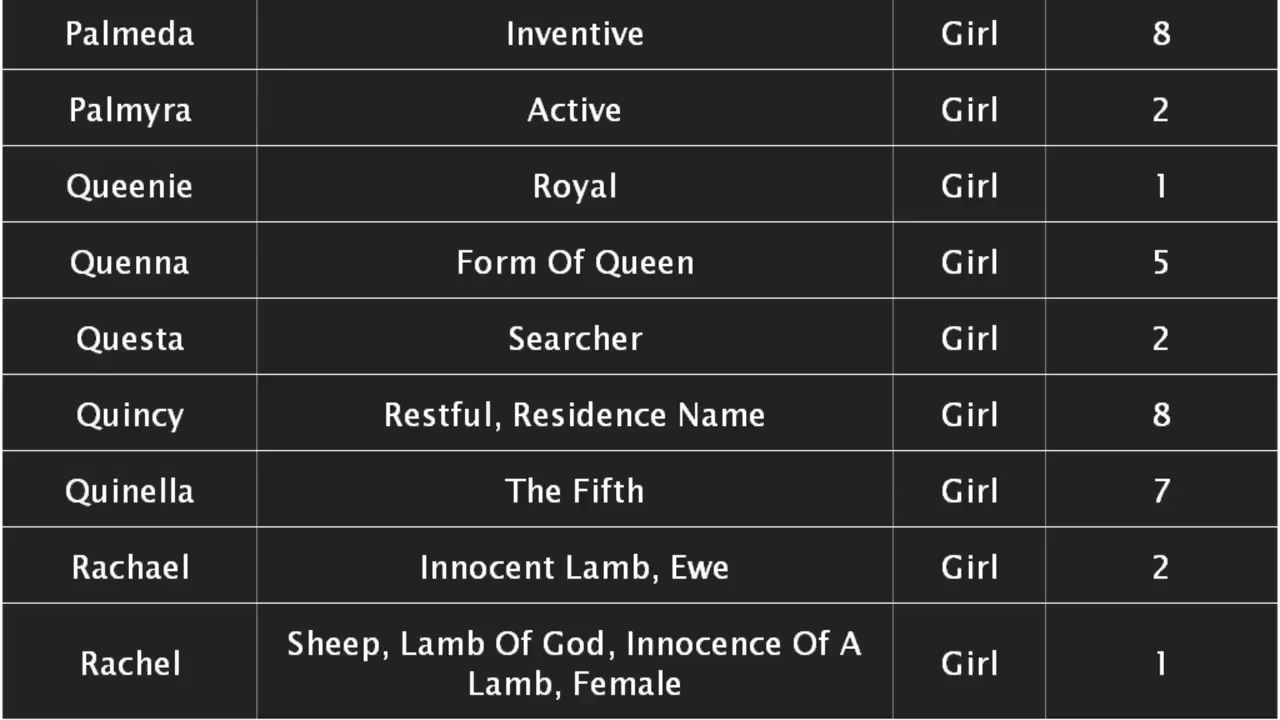 Palmeda Inventive Girl 8
Palmyra Active Girl 2
Queenie Royal Girl 1
Quenna Form Of Queen Girl 5
Questa Searcher Girl 2
Quincy Restful, Residence Name Girl 8
Quinella The Fifth Girl 7
Rachael Innocent Lamb, Ewe Girl 2
Rachel Sheep, Lamb Of God, Innocence Of A Girl 1
Lamb, Female